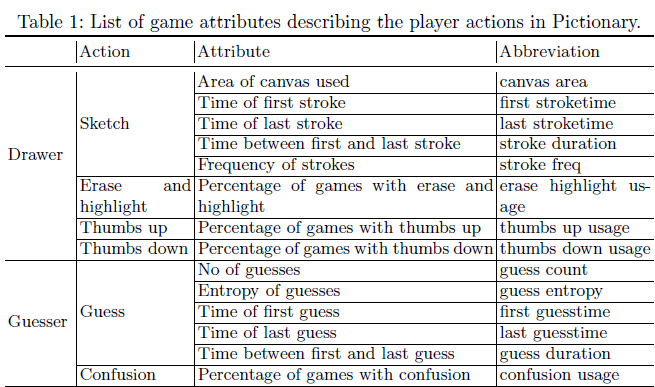 Table 1: List of game attributes describing the player actions in Pictionary.
Action Attribute Abbreviation
Drawer
Sketch
Area of canvas used canvas area
Time of first stroke first stroketime
Time of last stroke last stroketime
Time between first and last stroke stroke duration
Frequency of strokes stroke freq
Erase and Percentage of games with erase and erase highlight us-
highlight highlight age
Thumbs up Percentage of games with thumbs up thumbs up usage
Thumbs down Percentage of games with thumbs down thumbs down usage
Guesser
Guess
No of guesses guess count
Entropy of guesses guess entropy
Time of first guess first guesstime
Time of last guess last guesstime
Time between first and last guess guess duration
Confusion Percentage of games with confusion confusion usage